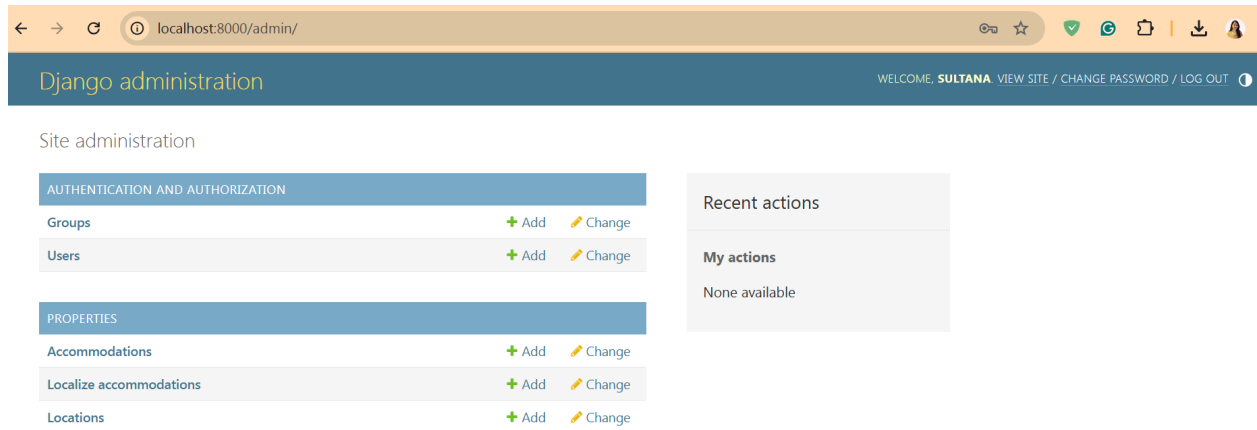 localhost:8000/admin/
Django administration
WELCOME, SULTANA. VIEW SITE / CHANGE PASSWORD / LOG OUT
Site administration
AUTHENTICATION AND AUTHORIZATION
Groups Add Change
Users Add Change
PROPERTIES
Accommodations Add Change
Localize accommodations Add Change
Locations Add Change
Recent actions
My actions
None available